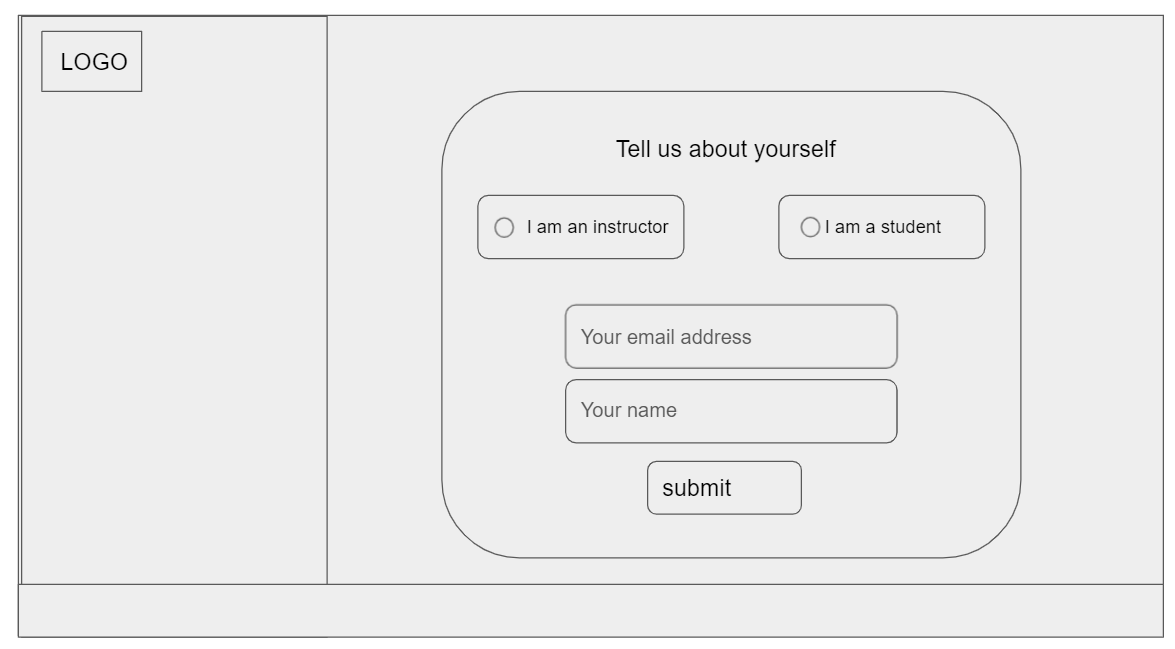 LOGO
Tell us about yourself
I am an instructor
I am a student
Your email address
Your name
submit